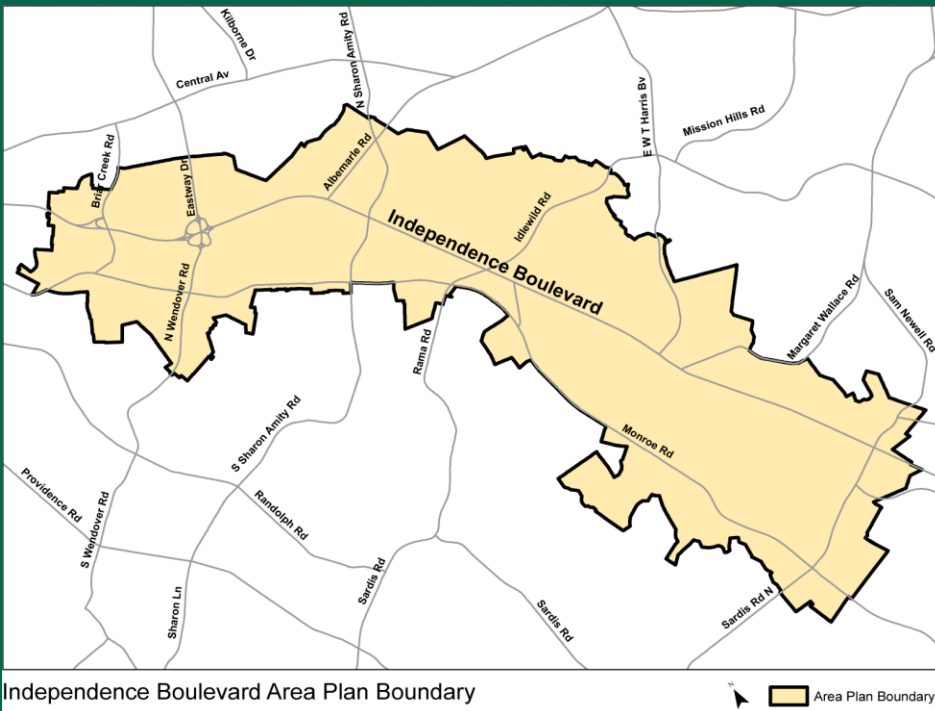 Kilborne Dr
N Sharon Amity Rd
Central Av
E W T Harris Bv
Mission Hills Rd
Briar Creek Rd
Eastway Dr
Albemarle Rd
Idlewild Rd
Independence Boulevard
N Wendover Rd
Margaret Wallace Rd
Sam Newell Rd
Rama Rd
S Sharon Amity Rd
Monroe Rd
Providence Rd
S Wendover Rd
Randolph Rd
Sardis Rd
Sharon Ln
Sardis Rd
Sardis Rd N
Independence Boulevard Area Plan Boundary
N
Area Plan Boundary